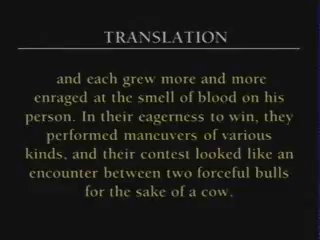 TRANSLATION
and each grew more and more
enraged at the smell of blood on his
person. In their eagerness to win, they
performed maneuvers of various
kinds, and their contest looked like an
encounter between two forceful bulls
for the sake of a cow.